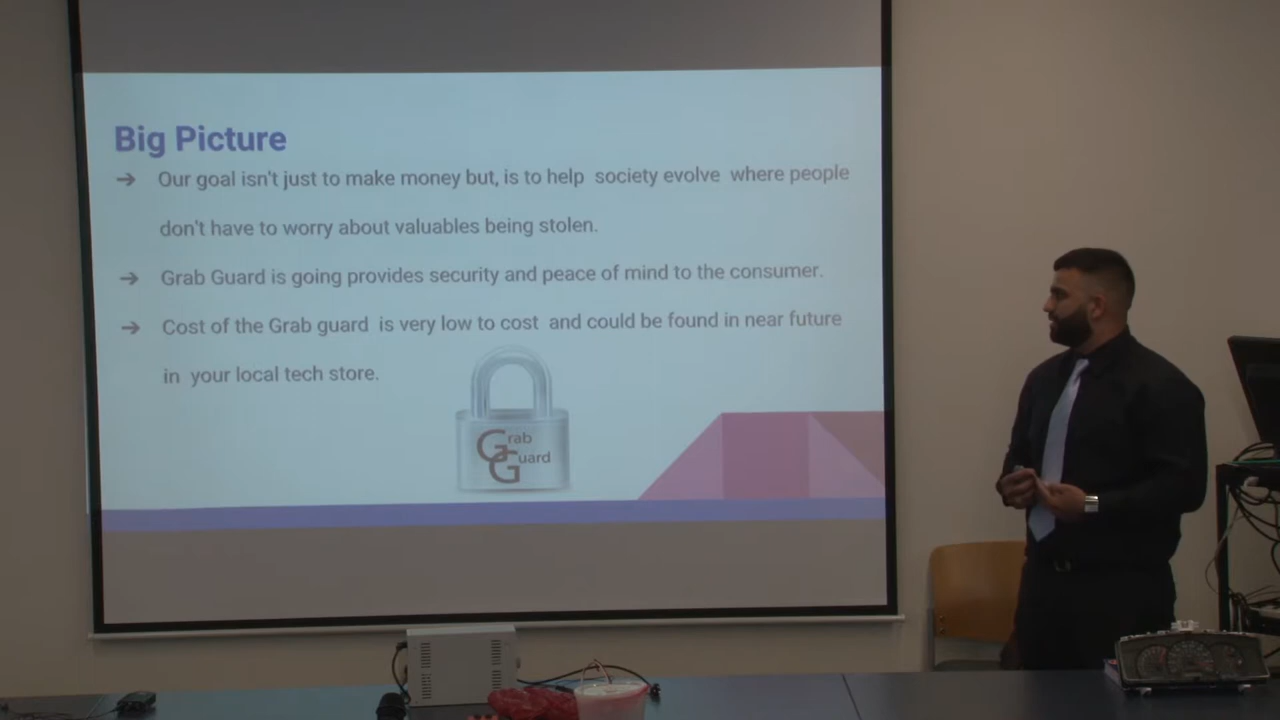 Big Picture
➔ Our goal isn't just to make money but, is to help society evolve where people
don't have to worry about valuables being stolen.
➔ Grab Guard is going provides security and peace of mind to the consumer.
➔ Cost of the Grab guard is very low to cost and could be found in near future
in your local tech store.
Grab
Guard